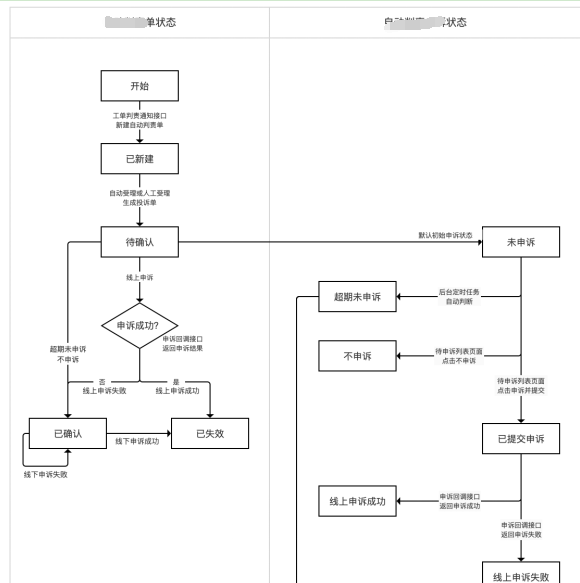 单状态
状态
开始
工单判责通知接口
新建自动判责单
已新建
自动受理或人工受理
生成投诉单
待确认
默认初始申诉状态
未申诉
线上申诉
后台定时任务
自动判断
超期未申诉
申诉成功?
申诉回调接口
返回申诉结果
超期未申诉
不申诉
不申诉
待申诉列表页面
点击不申诉
待申诉列表页面
点击申诉并提交
否
线上申诉失败
是
线上申诉成功
已确认
线下申诉成功
已失效
已提交申诉
线下申诉失败
线上申诉成功
申诉回调接口
返回申诉成功
申诉回调接口
返回申诉失败
线上申诉失败